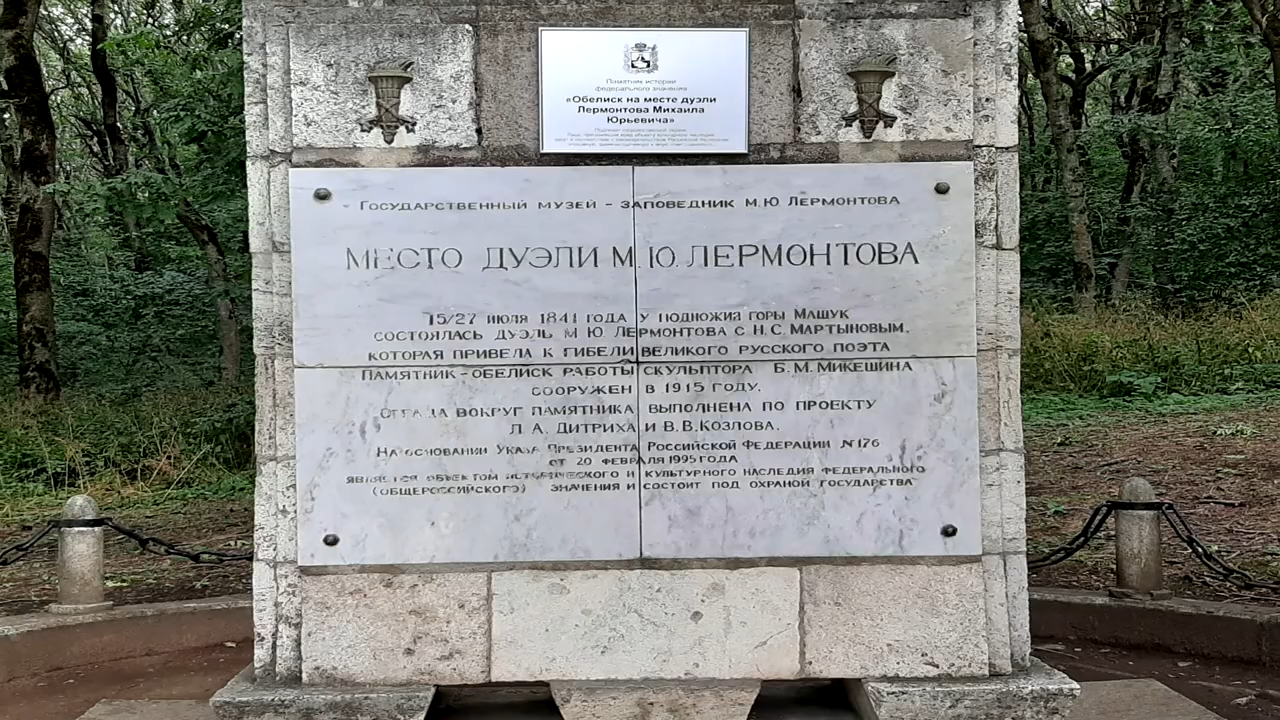 Памятник истории
федерального значения
«Обелиск на месте дуэли
Лермонтова Михаила
Юрьевича»
Государственный музей - заповедник М.Ю Лермонтова
Место дуэли М.Ю. Лермонтова
15/27 июля 1841 года у подножия горы Машук
состоялась дуэль М Ю Лермонтова с Н.С. Мартыновым,
которая привела к гибели великого русского поэта
Памятник-обелиск работы скульптора Б.М. Микешина
сооружен в 1915 году.
Ограда вокруг памятника выполнена по проекту
Л А. Дитриха и В.В. Козлова.
На основании Указа Президента Российской Федерации №176
от 20 февраля 1995 года
является объектом исторического и культурного наследия федерального
(общероссийского) значения и состоит под охраной государства